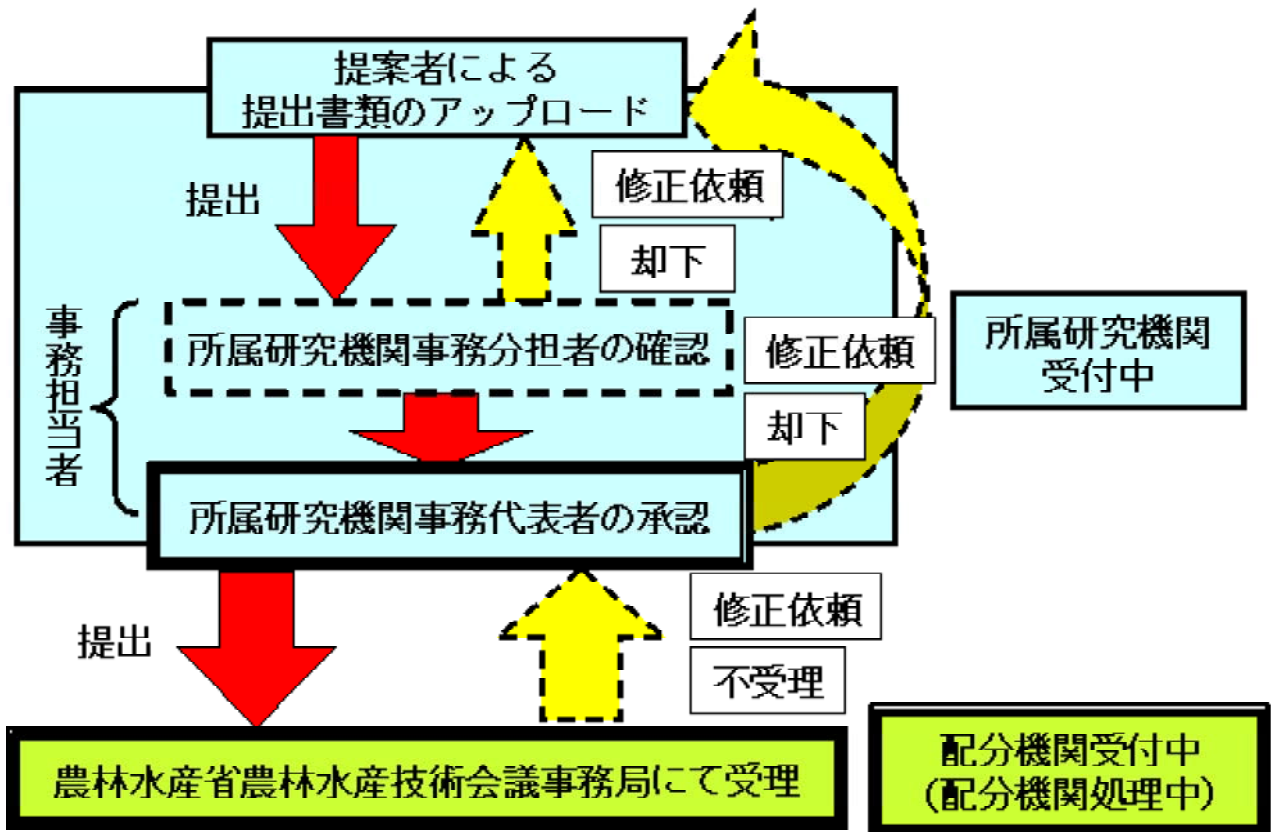 提案者による
提出書類のアップロード
提出
修正依頼
却下
事務担当者
所属研究機関事務分担者の確認
修正依頼
却下
所属研究機関
受付中
所属研究機関事務代表者の承認
提出
修正依頼
不受理
農林水産省農林水産技術会議事務局にて受理
配分機関受付中
(配分機関処理中)